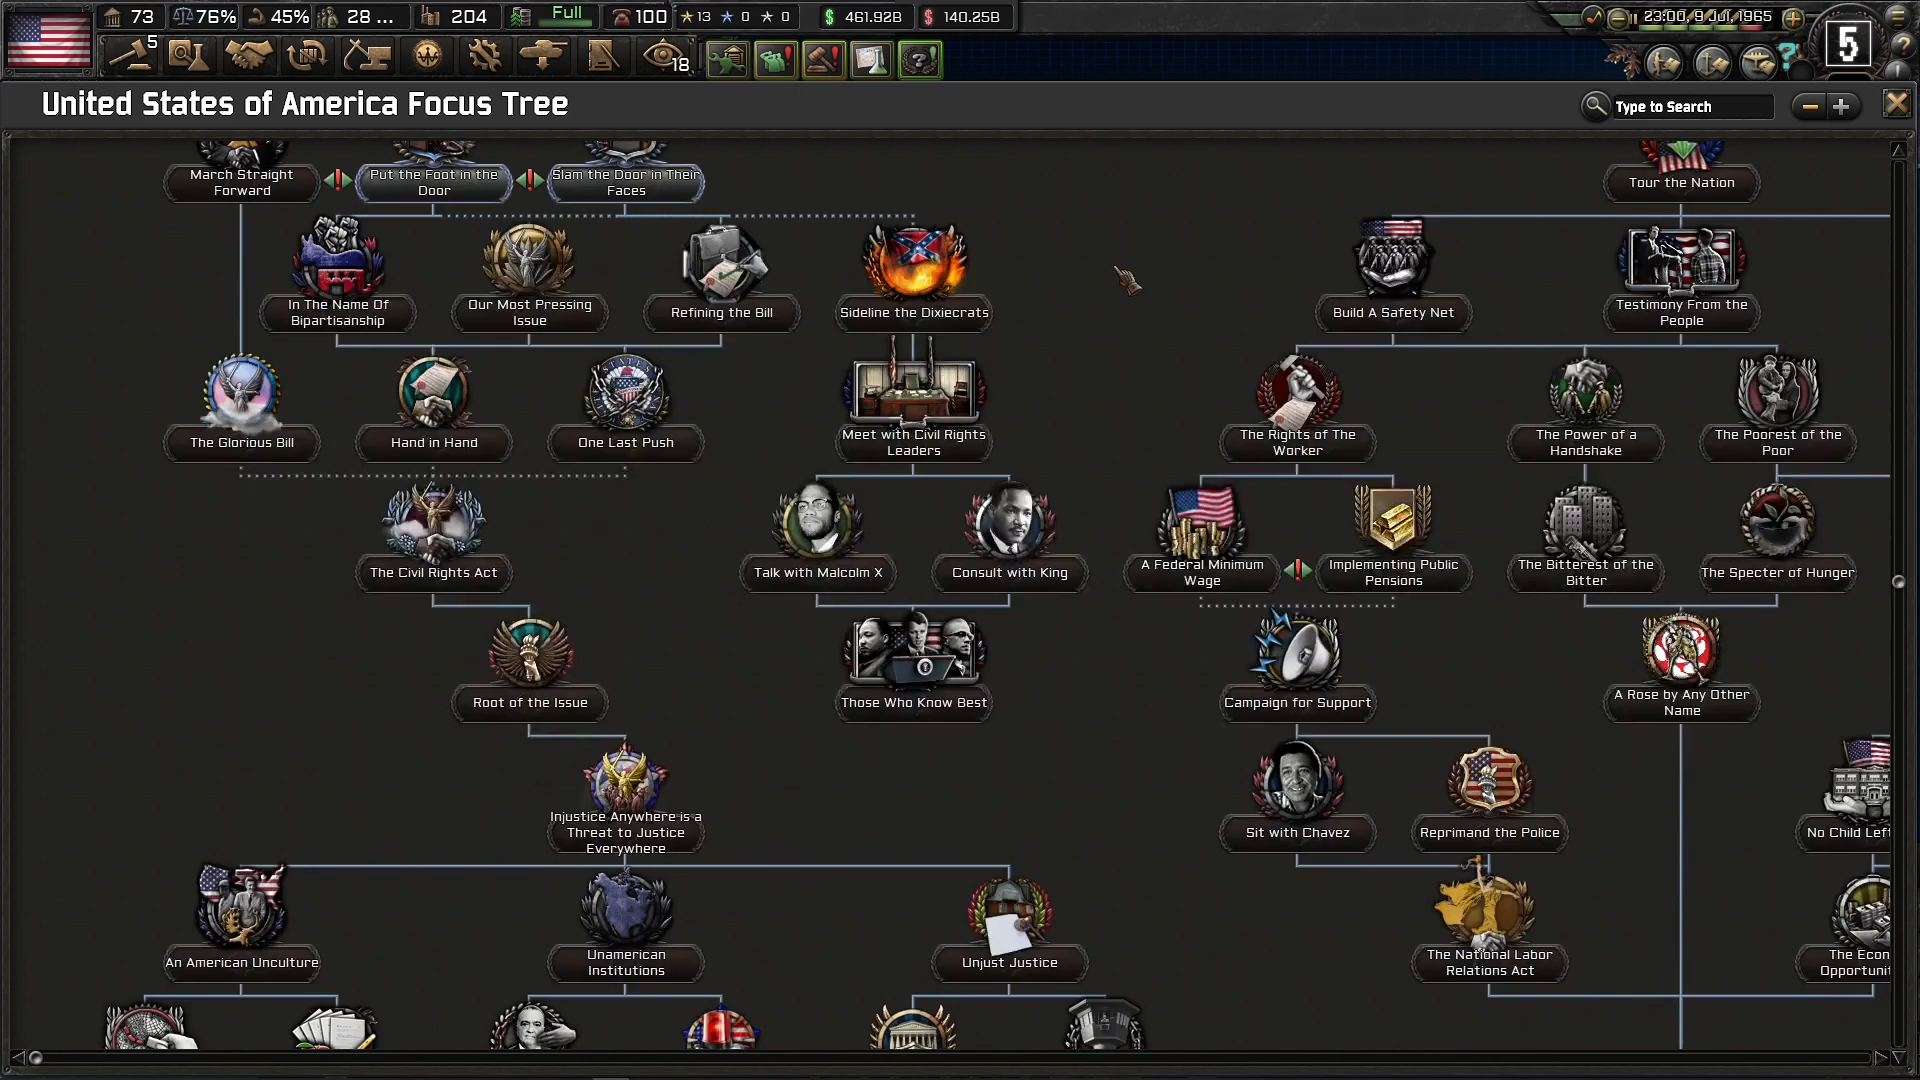 73 75% 45% 28 ... 204 Full 100 13 0 0 $ 461.92B $ 140.25B 23:00, 9 Jul, 1965
5 18 5
United States of America Focus Tree
Type to Search
March Straight
Forward
Put the Foot in the
Door
Slam the Door in Their
Faces
Tour the Nation
In The Name Of
Bipartisanship
Our Most Pressing
Issue
Refining the Bill
Sideline the Dixiecrats
Build A Safety Net
Testimony From the
People
The Glorious Bill
Hand in Hand
STATES
One Last Push
Meet with Civil Rights
Leaders
The Rights of The
Worker
The Power of a
Handshake
The Poorest of the
Poor
The Civil Rights Act
Talk with Malcolm X
Consult with King
A Federal Minimum
Wage
Implementing Public
Pensions
The Bitterest of the
Bitter
The Specter of Hunger
Root of the Issue
Those Who Know Best
Campaign for Support
A Rose by Any Other
Name
Injustice Anywhere is a
Threat to Justice
Everywhere
Sit with Chavez
Reprimand the Police
No Child Left
An American Unculture
Unamerican
Institutions
Unjust Justice
The National Labor
Relations Act
The Econ
Opportunit